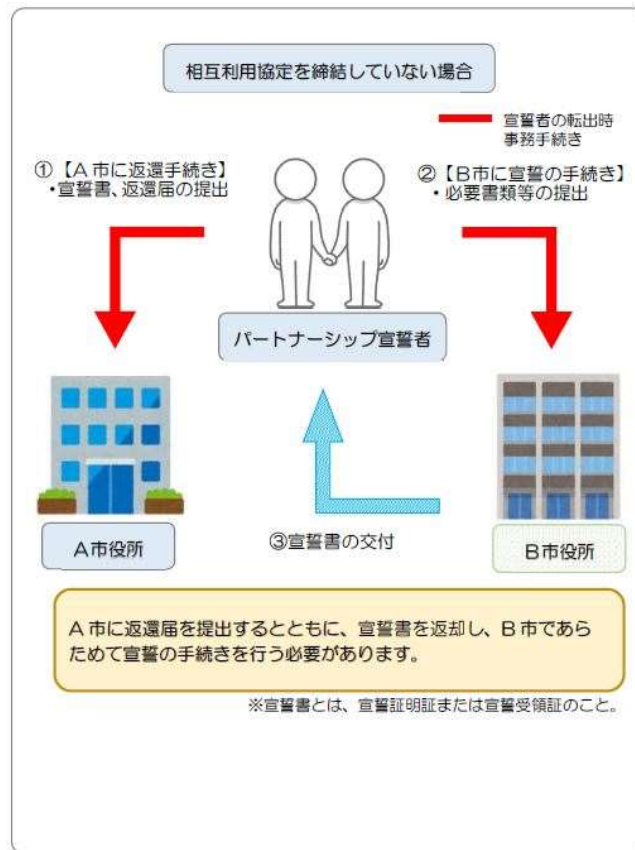 相互利用協定を締結していない場合
宣誓者の転出時
事務手続き
①【A市に返還手続き】
・宣誓書、返還届の提出
②【B市に宣誓の手続き】
・必要書類等の提出
パートナーシップ宣誓者
A市役所
③宣誓書の交付
B市役所
A市に返還届を提出するとともに、宣誓書を返却し、B市であら
ためて宣誓の手続きを行う必要があります。
※宣誓書とは、宣誓証明証または宣誓受領証のこと。